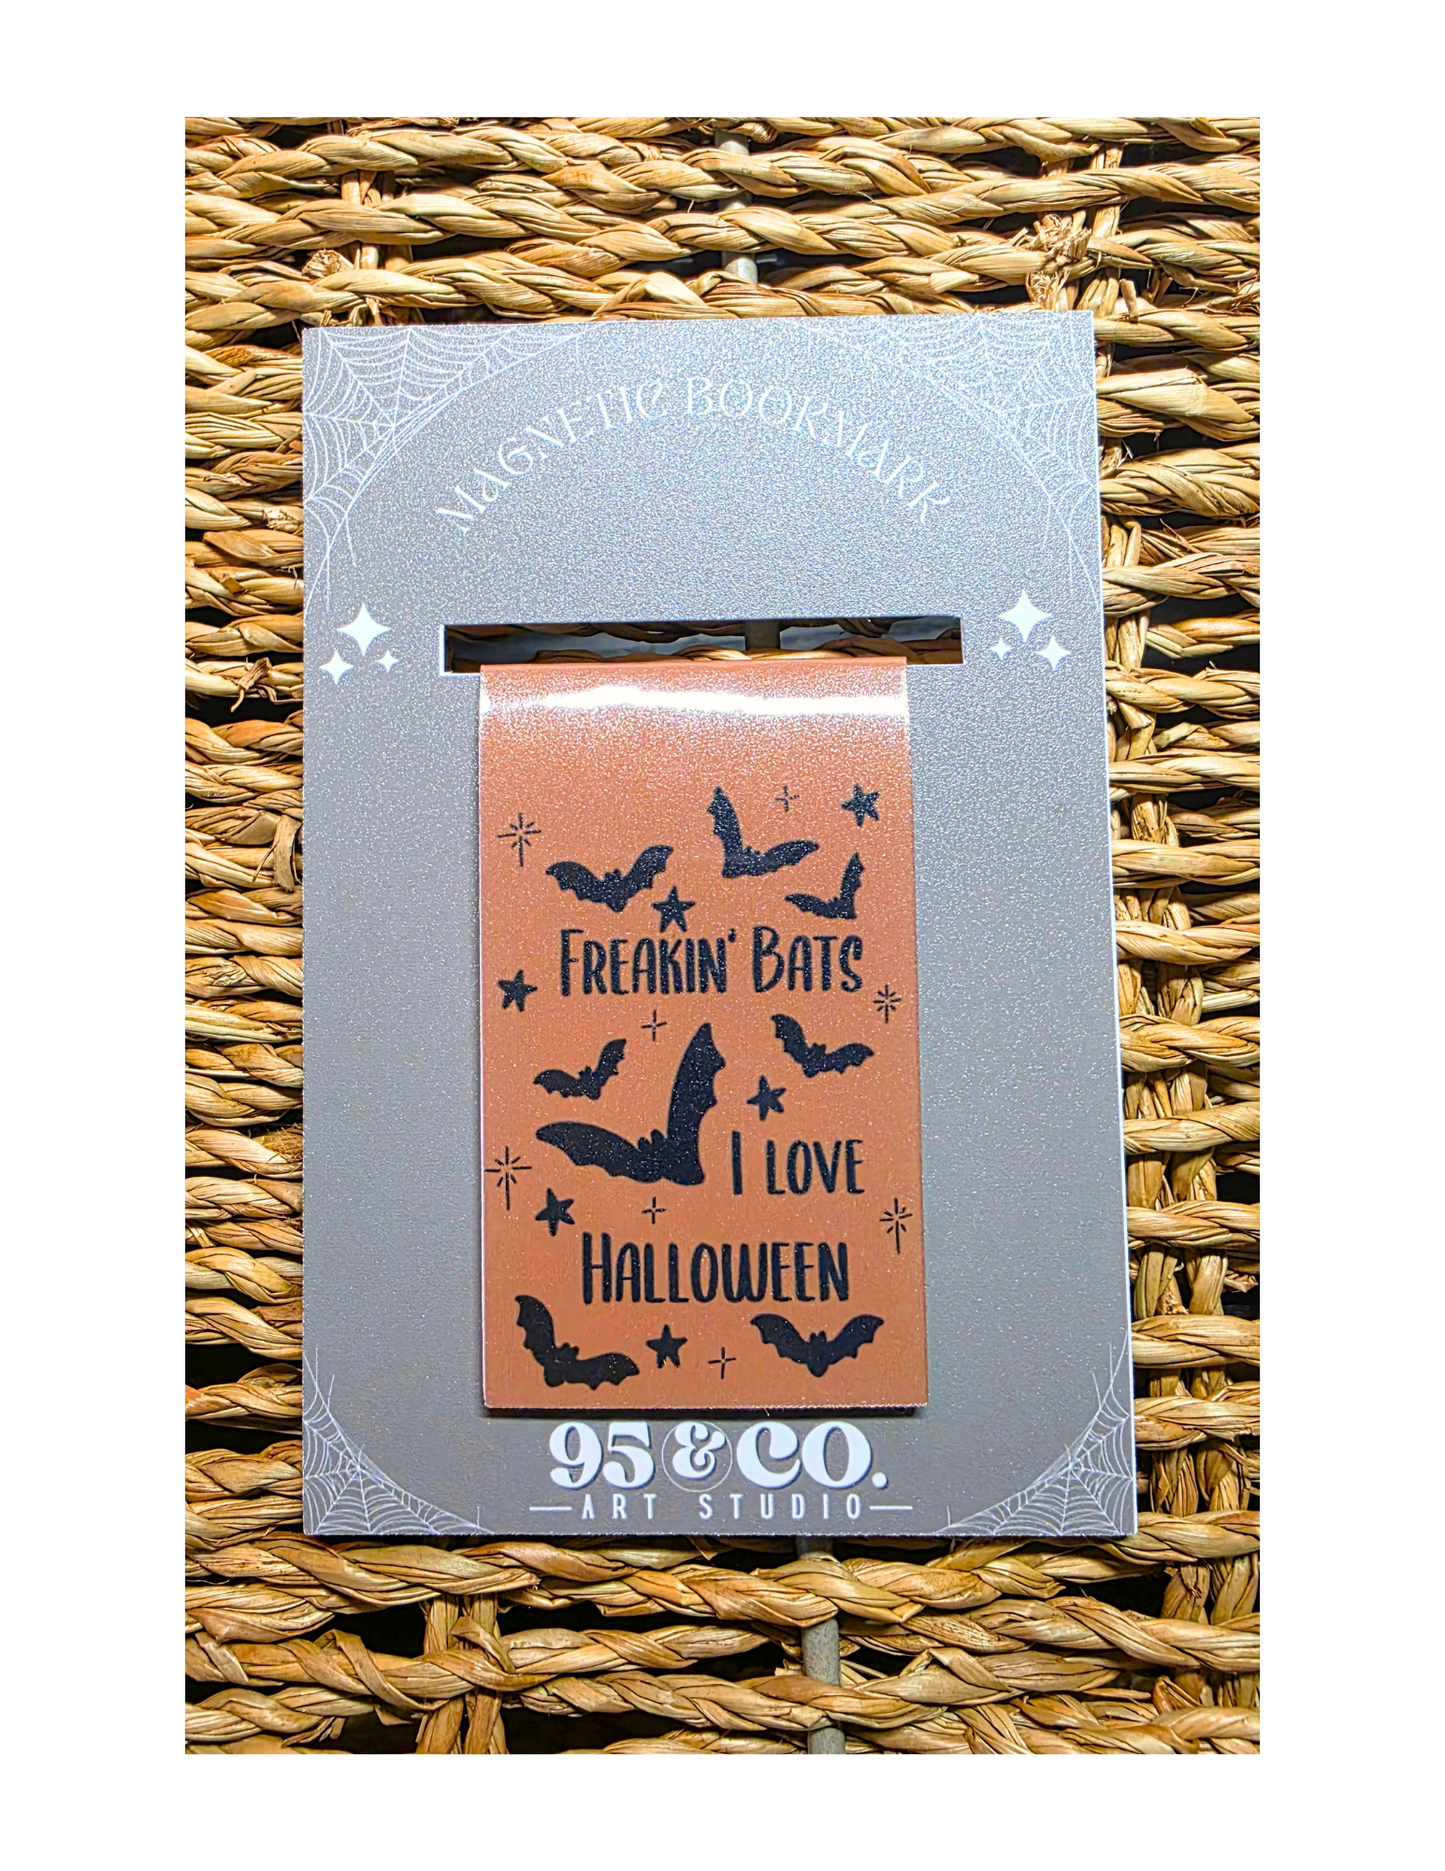 MAGNETIC BOOKMARK
FREAKIN' BATS
I LOVE
HALLOWEEN
95 & CO.
ART STUDIO